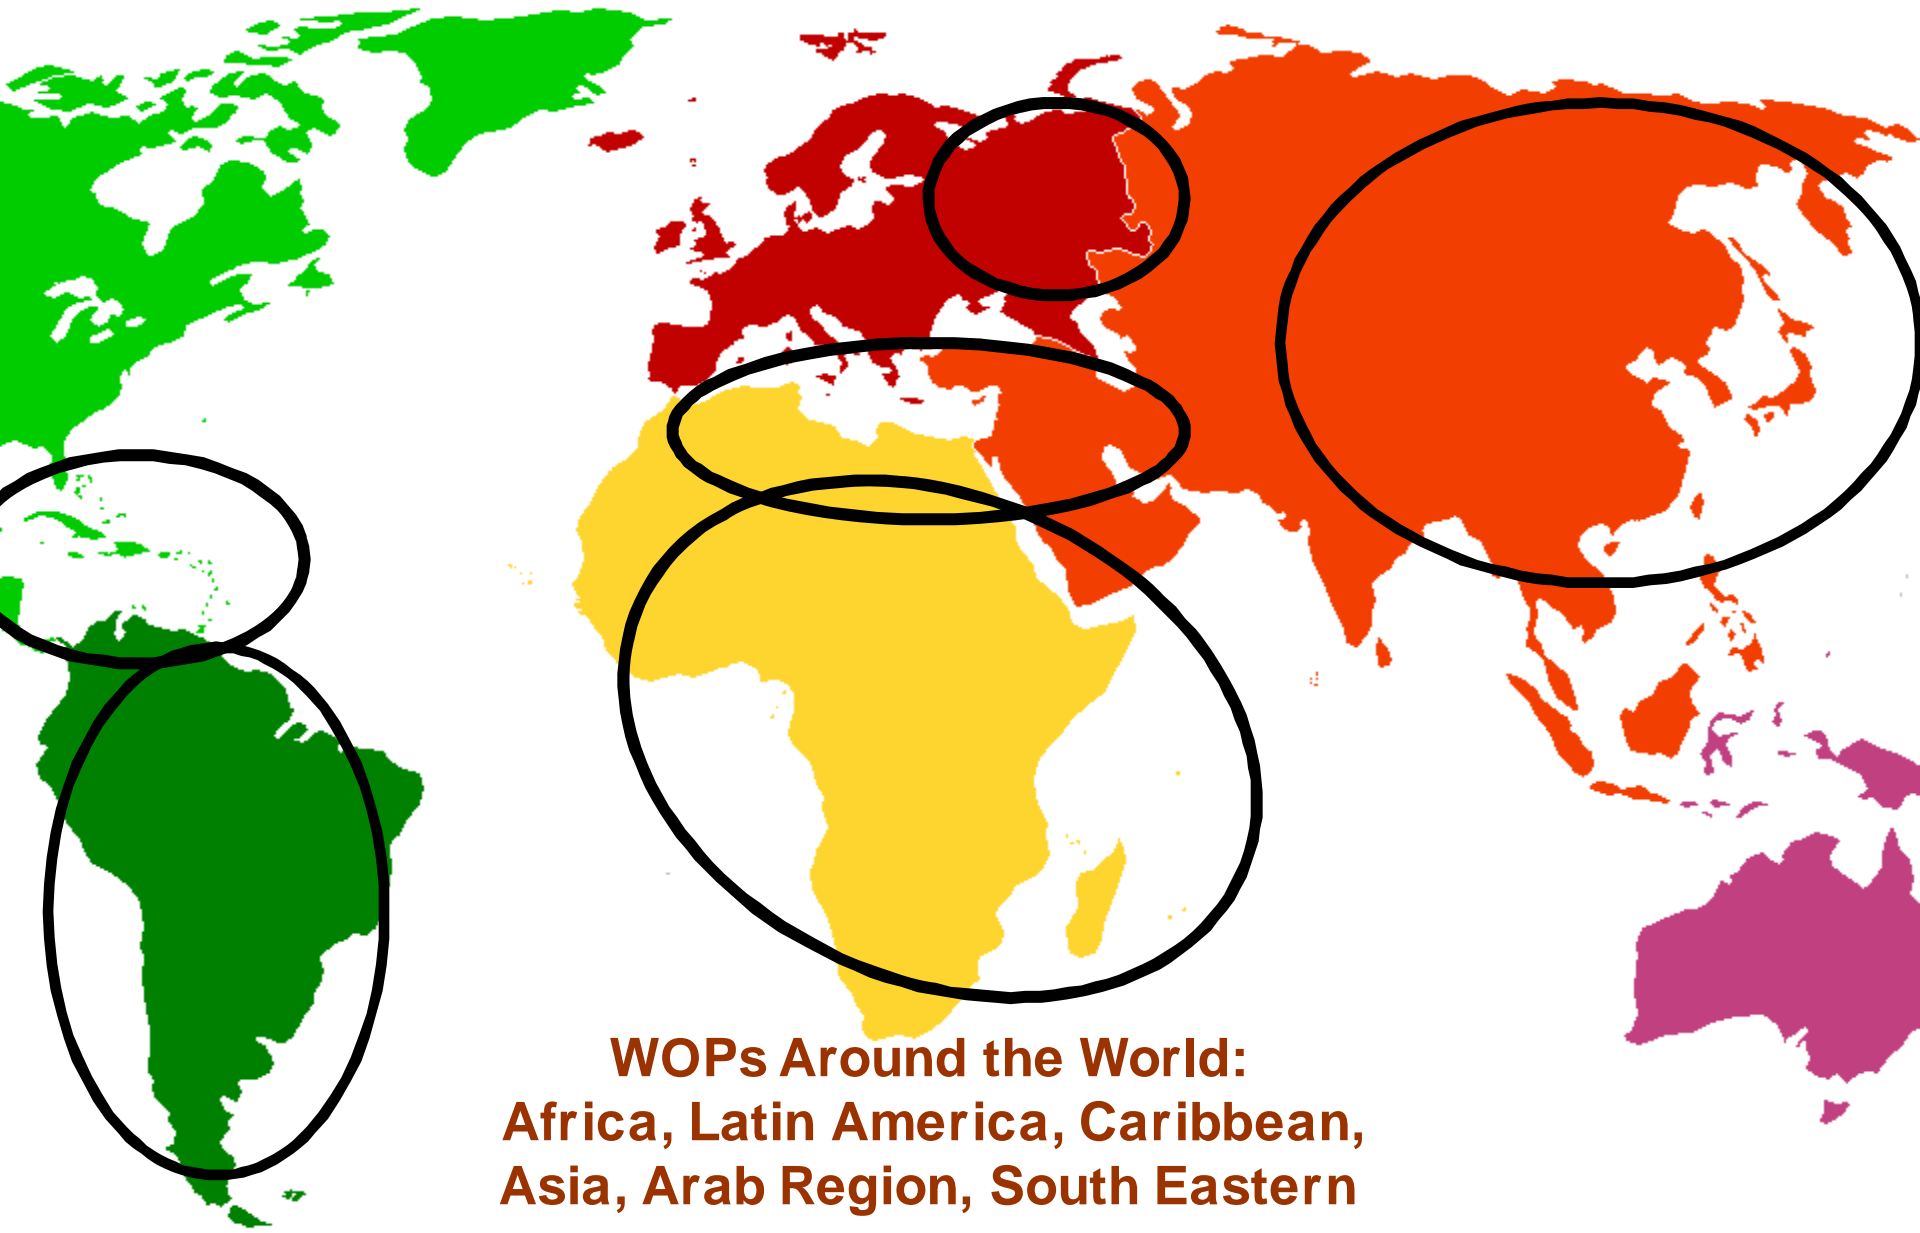 WOPs Around the World:
Africa, Latin America, Caribbean,
Asia, Arab Region, South Eastern